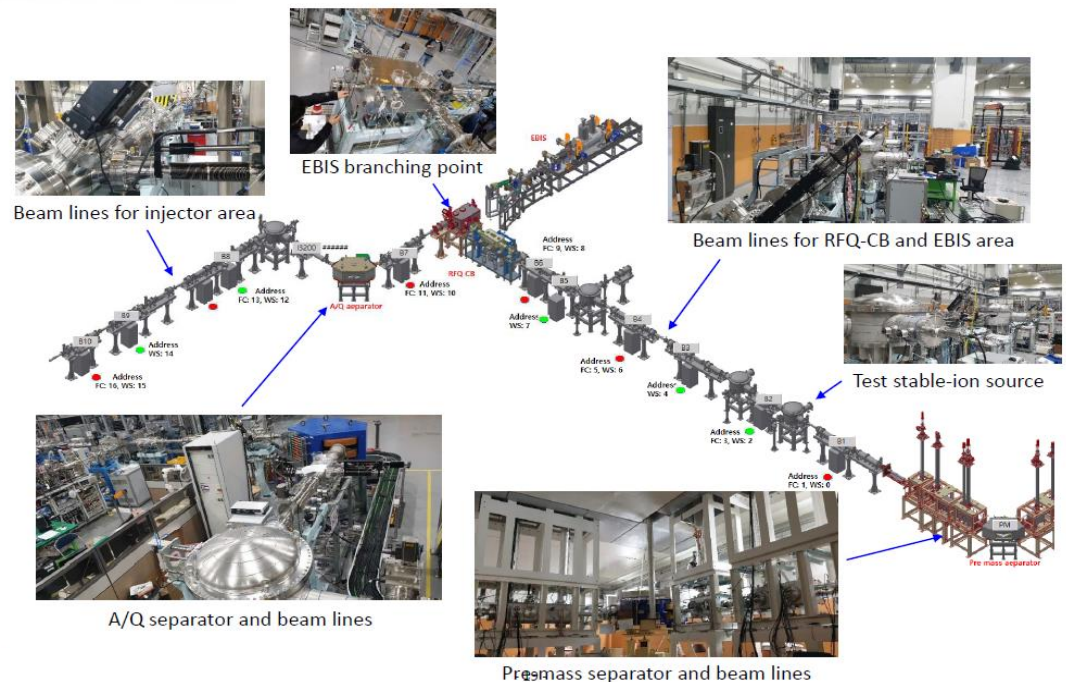 EBIS branching point
EBIS
Beam lines for injector area
Beam lines for RFQ-CB and EBIS area
IS200 ######
B8
Address
FC: 13, WS: 12
A/Q aeparator
B7
Address
FC: 11, WS: 10
RFQ CB
Address
FC: 9, WS: 8
B6
B5
Address
WS: 7
B4
Address
FC: 5, WS: 6
B3
Address
WS: 4
B9
Address
WS: 14
B10
Address
FC: 16, WS: 15
Test stable-ion source
B2
Address
FC: 3, WS: 2
B1
Address
FC: 1, WS: 0
PM
Pre mass aeparator
A/Q separator and beam lines
Pre-mass separator and beam lines